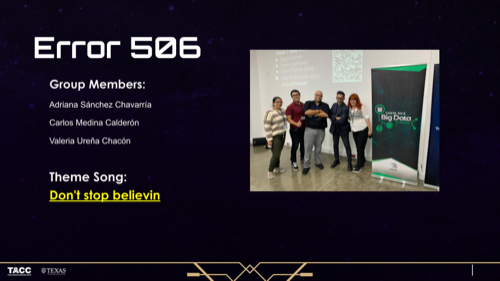 Error 506
Group Members:
Adriana Sánchez Chavarría
Carlos Medina Calderón
Valeria Ureña Chacón
Theme Song:
Don't stop believin
Big Data
TACC
TEXAS